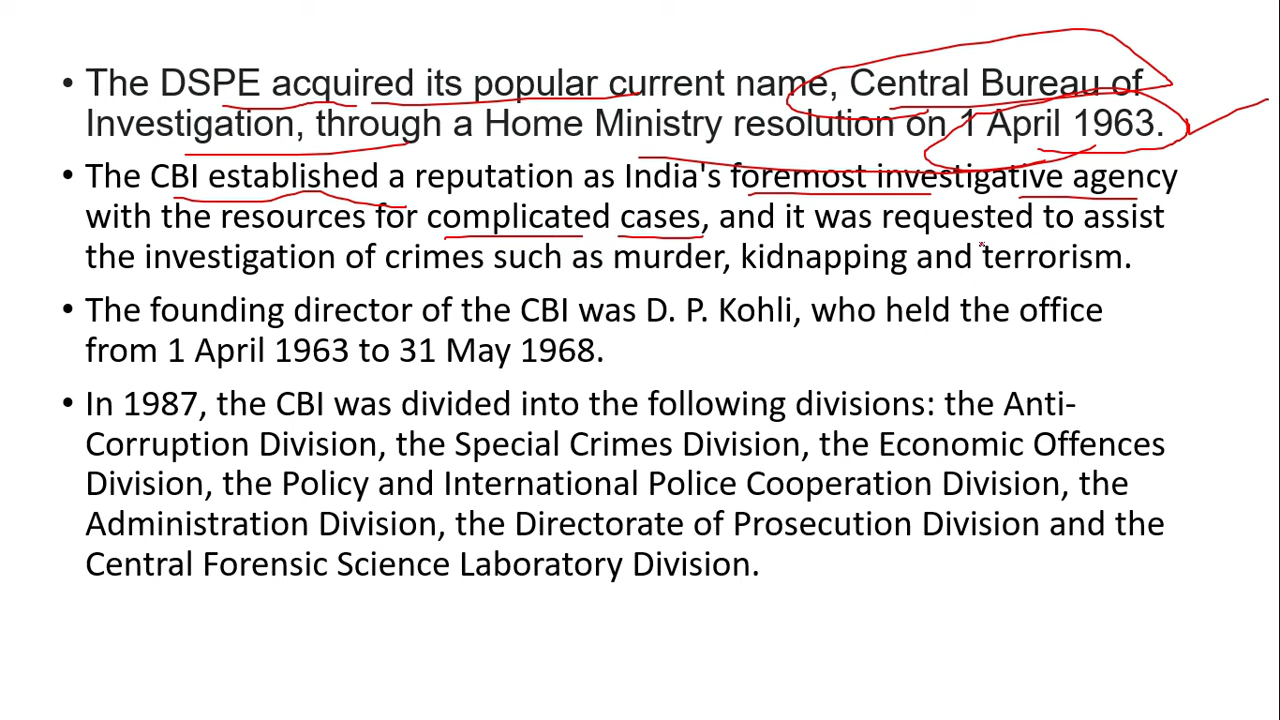 • The DSPE acquired its popular current name, Central Bureau of
Investigation, through a Home Ministry resolution on 1 April 1963.
• The CBI established a reputation as India's foremost investigative agency
with the resources for complicated cases, and it was requested to assist
the investigation of crimes such as murder, kidnapping and terrorism.
• The founding director of the CBI was D. P. Kohli, who held the office
from 1 April 1963 to 31 May 1968.
• In 1987, the CBI was divided into the following divisions: the Anti-
Corruption Division, the Special Crimes Division, the Economic Offences
Division, the Policy and International Police Cooperation Division, the
Administration Division, the Directorate of Prosecution Division and the
Central Forensic Science Laboratory Division.